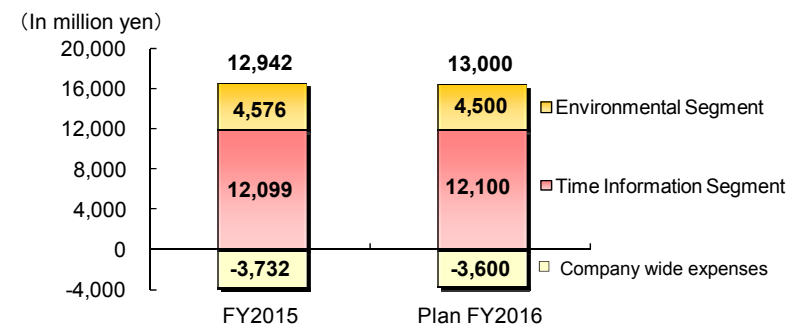 （In million yen）
20,000
16,000
12,000
8,000
4,000
0
-4,000
12,942
4,576
12,099
-3,732
13,000
4,500
12,100
-3,600
Environmental Segment
Time Information Segment
Company wide expenses
FY2015
Plan FY2016